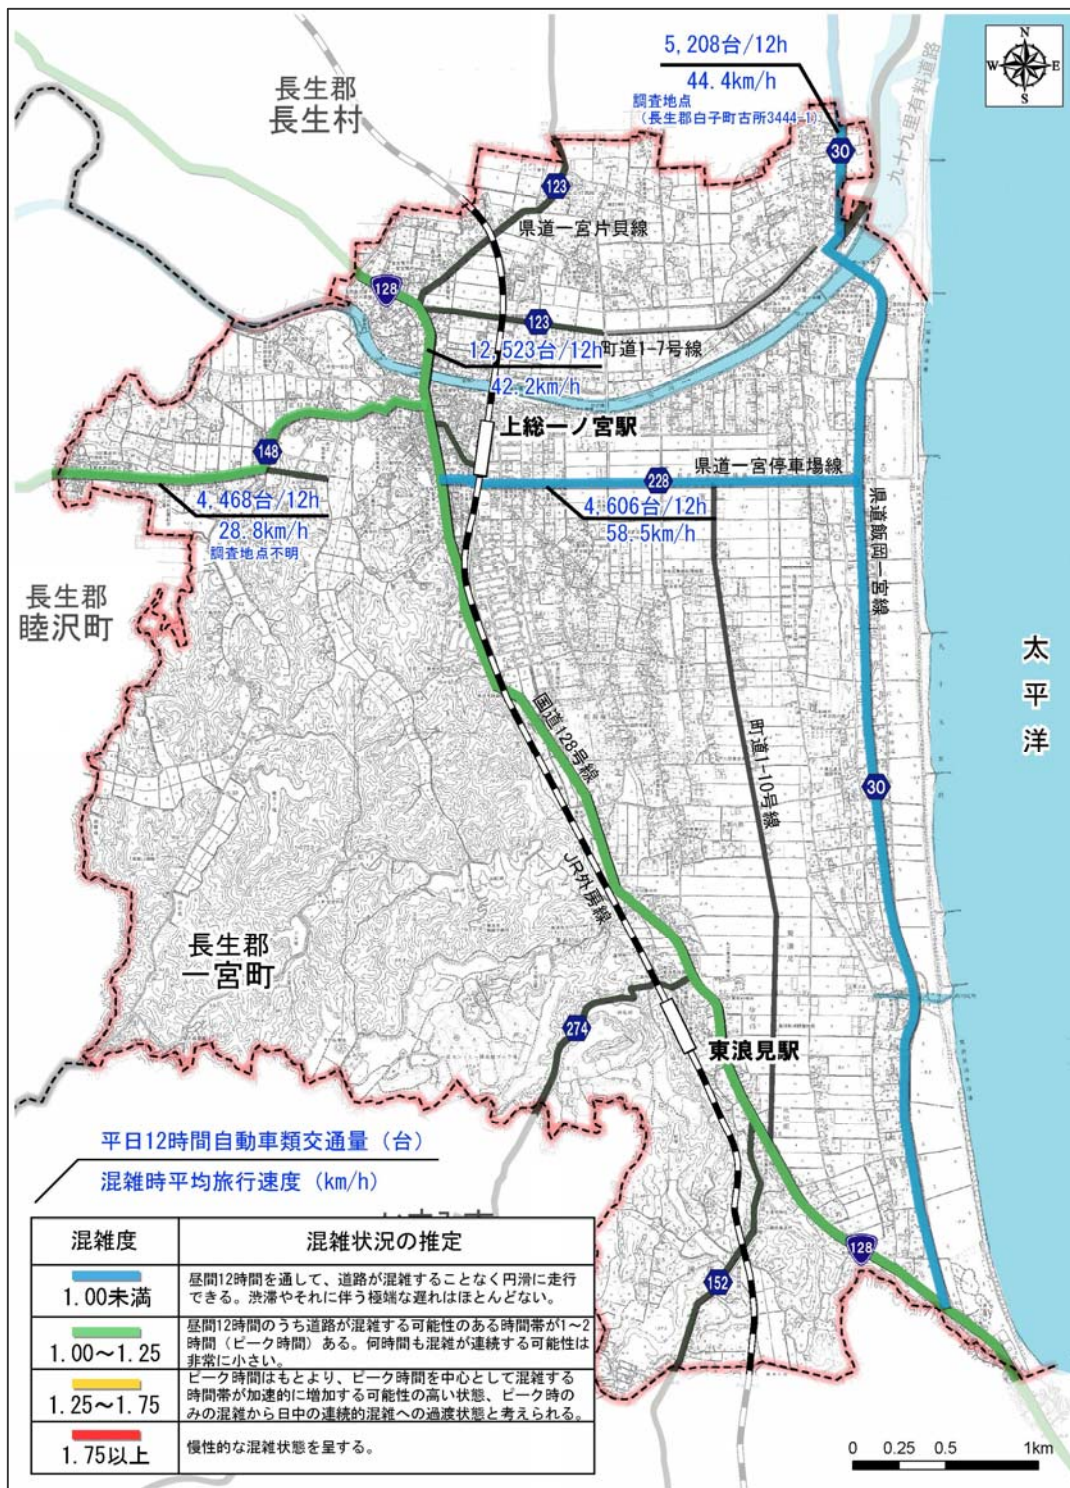 5,208台/12h
44.4km/h
調査地点
(長生郡白子町古所3444-1)
N
W
E
S
九十九里有料道路
長生郡
長生村
30
123
県道一宮片貝線
128
123
町道1-7号線
12,523台/12h
42.2km/h
上総一ノ宮駅
148
県道一宮停車場線
228
4,468台/12h
28.8km/h
調査地点不明
4,606台/12h
58.5km/h
県道飯岡一宮線
長生郡
睦沢町
太平洋
国道128号線
町道1-10号線
30
JR外房線
長生郡
一宮町
274
東浪見駅
平日12時間自動車類交通量（台）
混雑時平均旅行速度（km/h）
128
152
混雑度
混雑状況の推定
1.00未満
昼間12時間を通して、道路が混雑することなく円滑に走行
できる。渋滞やそれに伴う極端な遅れはほとんどない。
1.00～1.25
昼間12時間のうち道路が混雑する可能性のある時間帯が1～2
時間（ピーク時間）ある。何時間も混雑が連続する可能性は
非常に小さい。
1.25～1.75
ピーク時間はもとより、ピーク時間を中心として混雑する
時間帯が加速的に増加する可能性の高い状態、ピーク時の
みの混雑から日中の連続的混雑への過渡状態と考えられる。
1.75以上
慢性的な混雑状態を呈する。
0 0.25 0.5 1km